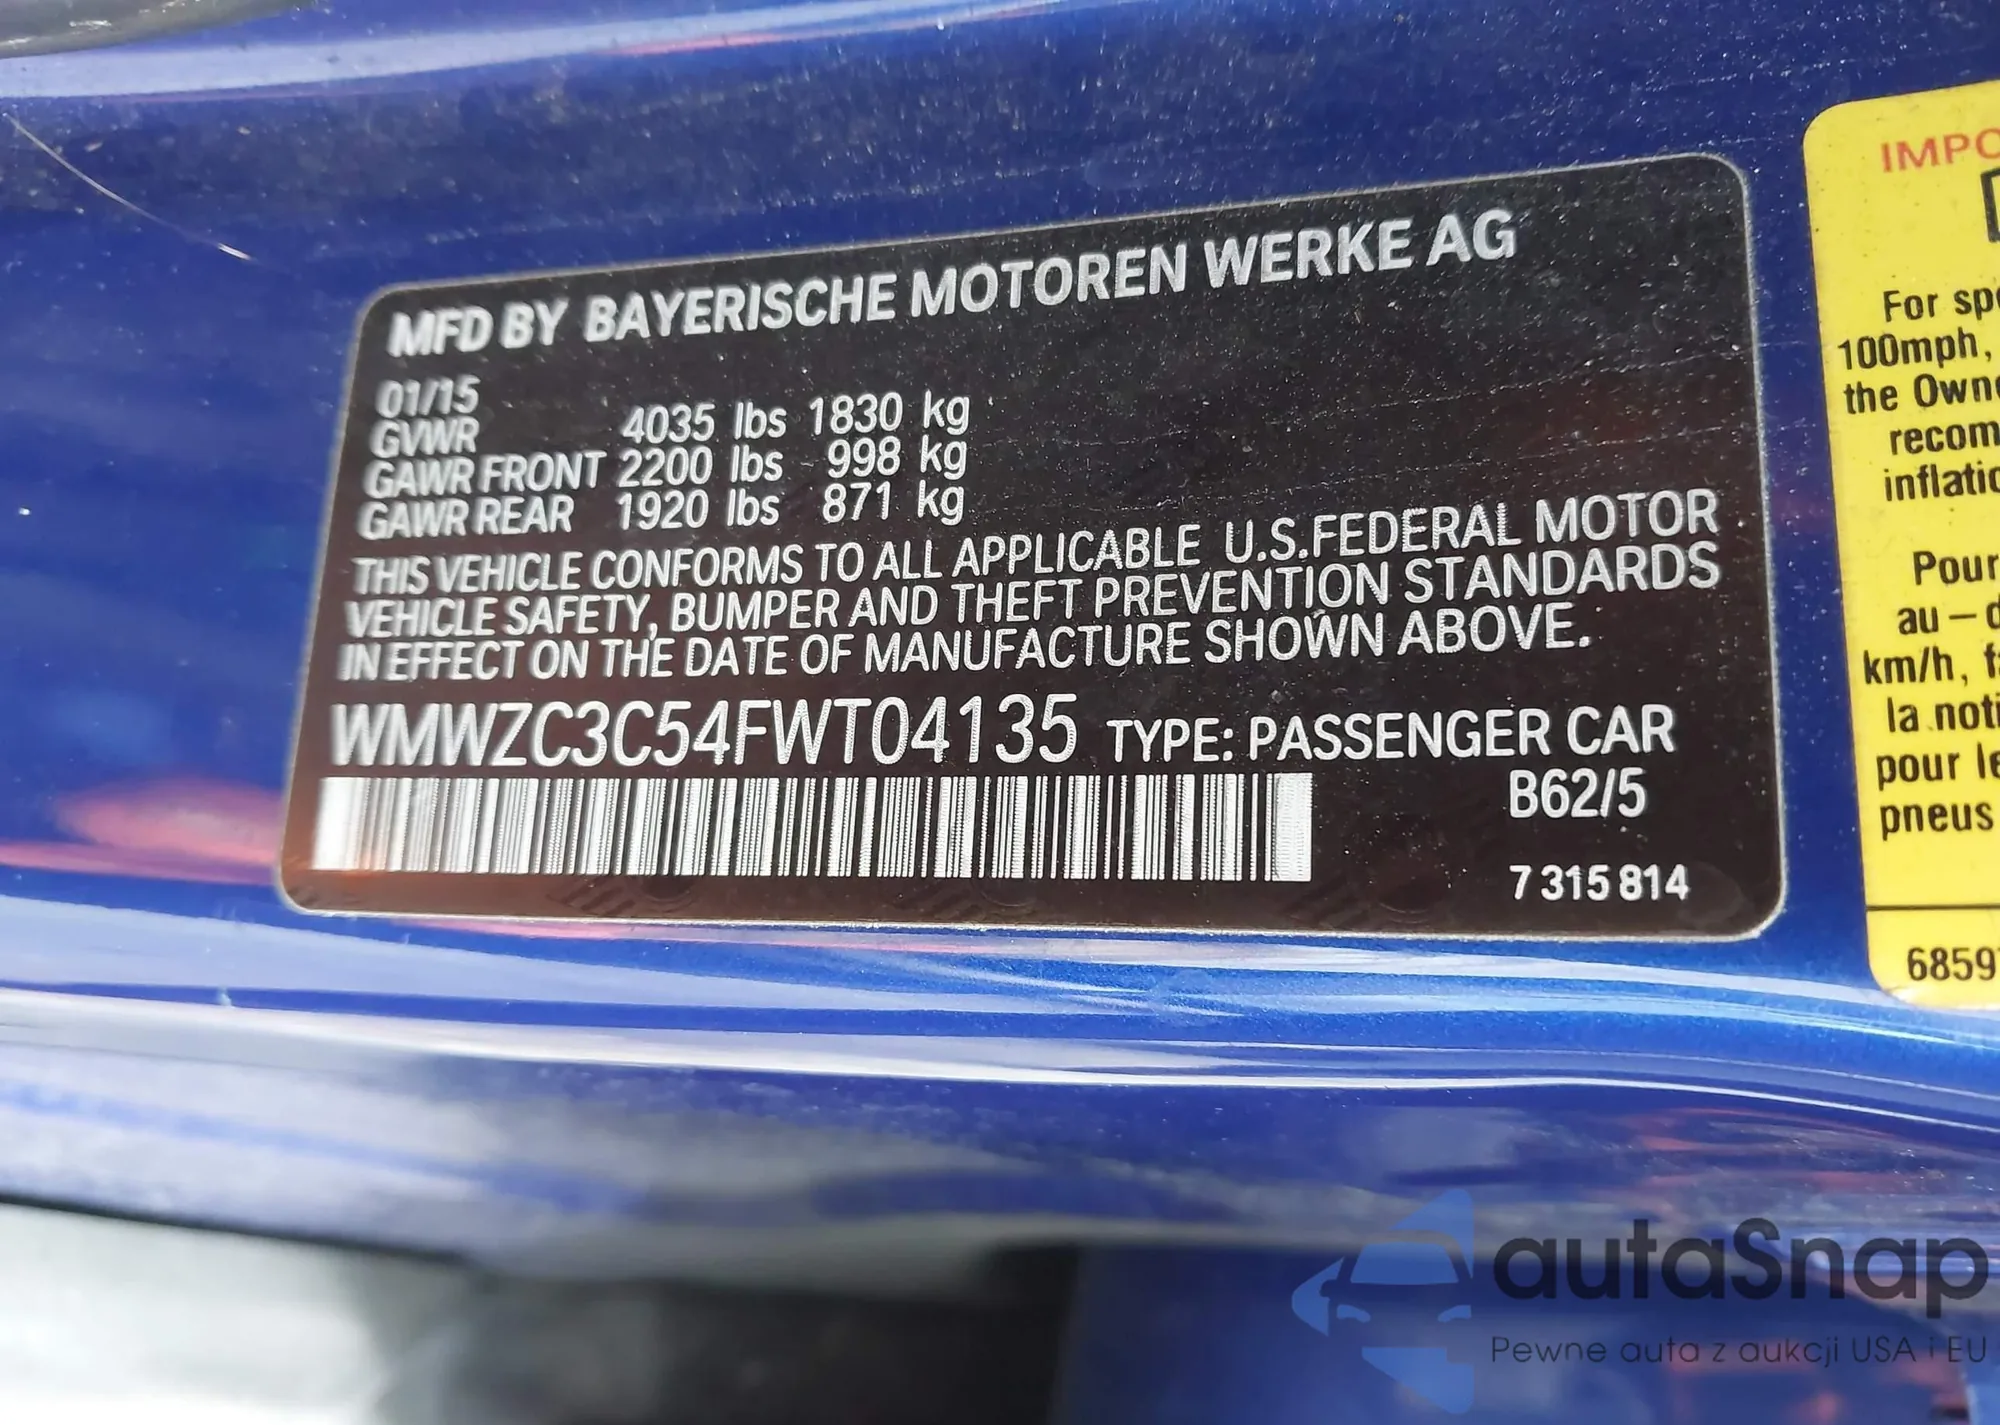 MFD BY BAYERISCHE MOTOREN WERKE AG
01/15
GVWR 4035 lbs 1830 kg
GAWR FRONT 2200 lbs 998 kg
GAWR REAR 1920 lbs 871 kg
THIS VEHICLE CONFORMS TO ALL APPLICABLE U.S.FEDERAL MOTOR
VEHICLE SAFETY, BUMPER AND THEFT PREVENTION STANDARDS
IN EFFECT ON THE DATE OF MANUFACTURE SHOWN ABOVE.
WMWZC3C54FWT04135 TYPE: PASSENGER CAR
B62/5
7 315 814
IMPO
For spe
100mph,
the Owne
recom
inflatio
Pour
au – d
km/h, fa
la noti
pour le
pneus
6859
autaSnap
Pewne auta z aukcji USA i EU